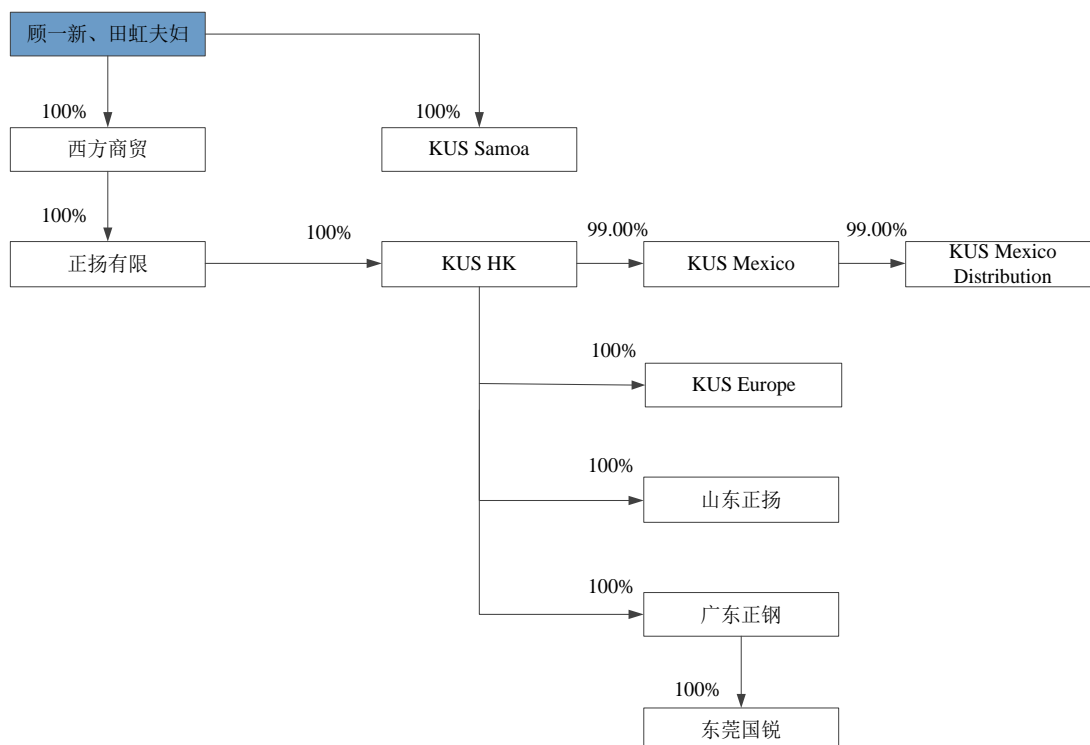 顾一新、田虹夫妇
100%
100%
西方商贸
KUS Samoa
100%
正扬有限
100%
KUS HK
99.00%
KUS Mexico
99.00%
KUS Mexico
Distribution
100%
KUS Europe
100%
山东正扬
100%
广东正钢
100%
东莞国锐